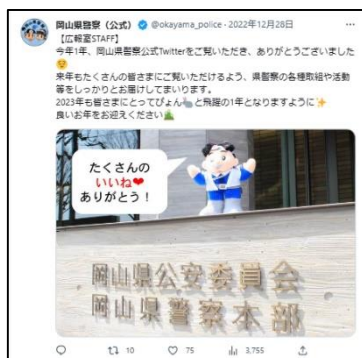 岡山県警察（公式） @okayama_police・2022年12月28日
【広報室STAFF】
今年1年、岡山県警察公式Twitterをご覧いただき、ありがとうございました
😌
来年もたくさんの皆さまにご覧いただけるよう、県警察の各種取組や活動
等をしっかりとお届けしてまいります。
2023年も皆さまにとってぴょん🐇と飛躍の1年となりますように✨
良いお年をお迎えください🎍
たくさんの
いいね❤
ありがとう！
岡山県公安委員会
岡山県警察本部
10 75 3,755